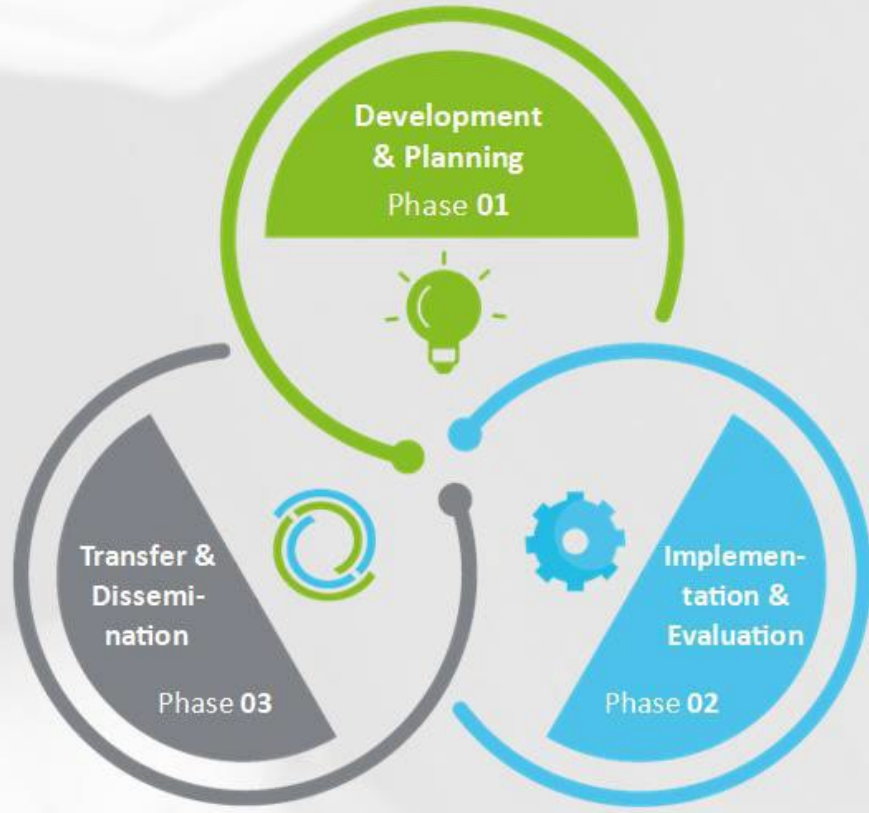 Development
& Planning
Phase 01
Implemen-
tation &
Evaluation
Phase 02
Transfer &
Dissemi-
nation
Phase 03